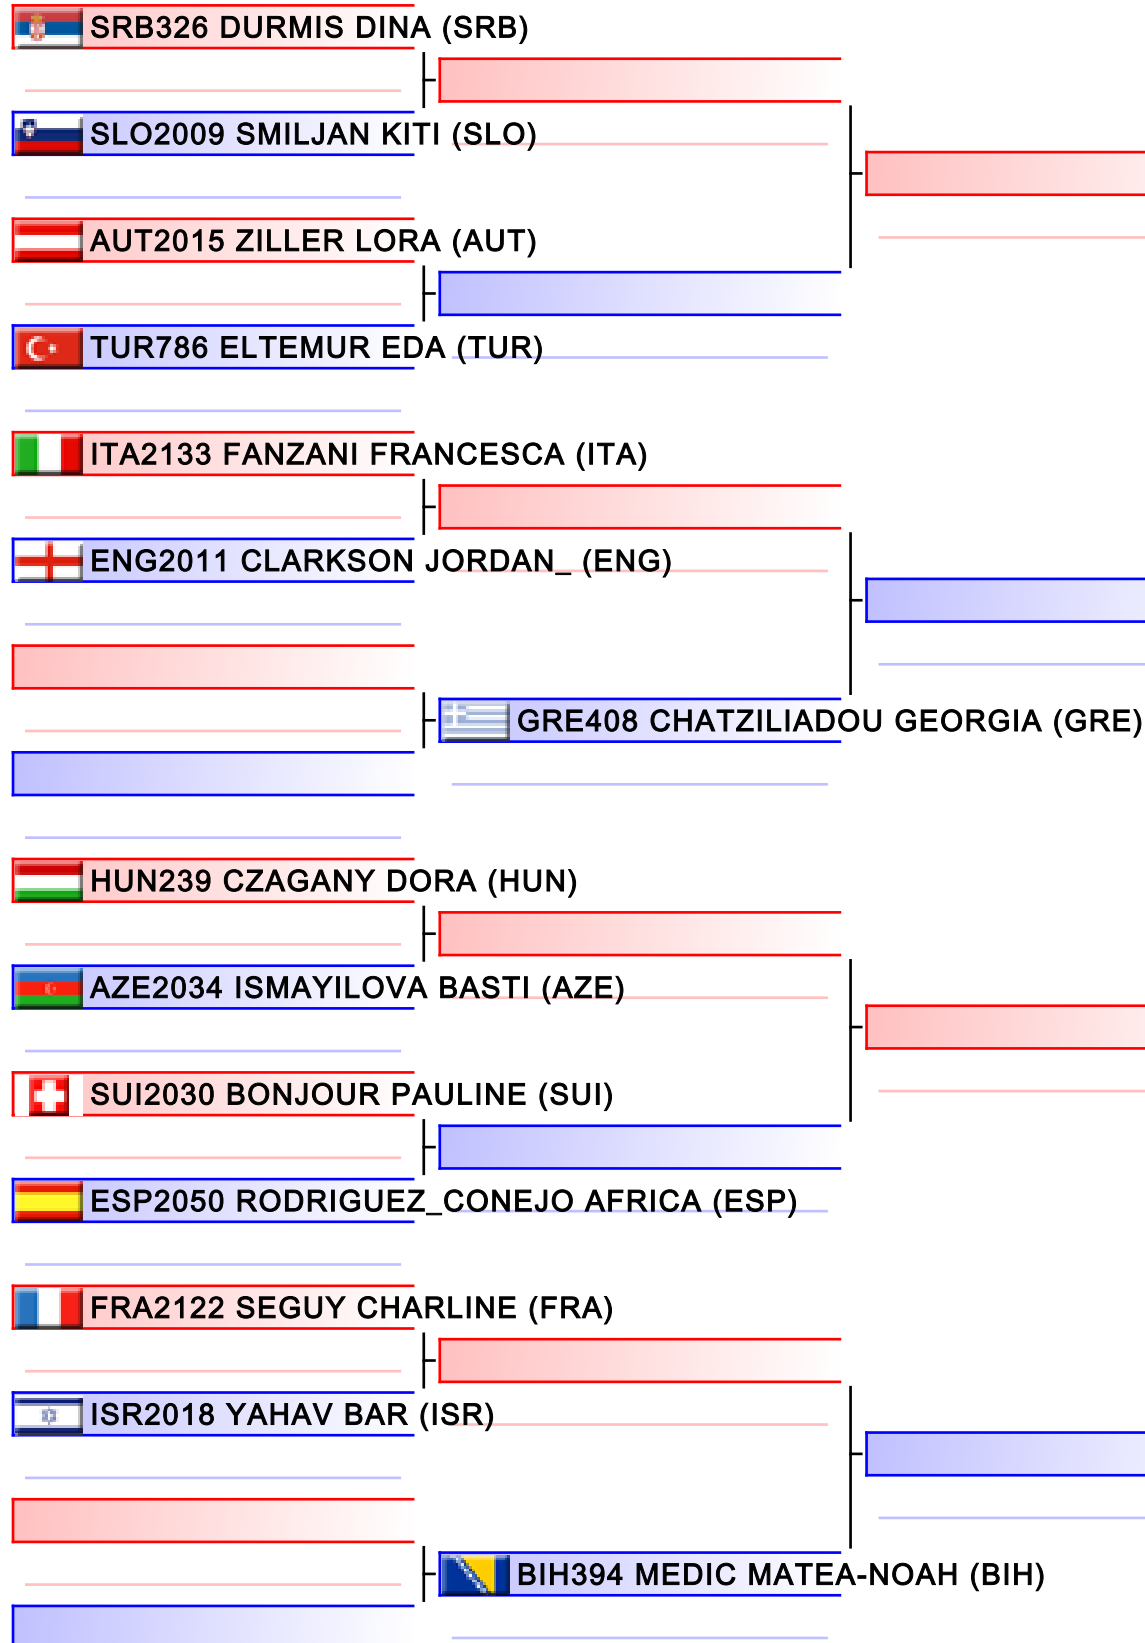 SRB326 DURMIS DINA (SRB)
SLO2009 SMILJAN KITI (SLO)
AUT2015 ZILLER LORA (AUT)
TUR786 ELTEMUR EDA (TUR)
ITA2133 FANZANI FRANCESCA (ITA)
ENG2011 CLARKSON JORDAN_ (ENG)
GRE408 CHATZILIADOU GEORGIA (GRE)
HUN239 CZAGANY DORA (HUN)
AZE2034 ISMAYILOVA BASTI (AZE)
SUI2030 BONJOUR PAULINE (SUI)
ESP2050 RODRIGUEZ_CONEJO AFRICA (ESP)
FRA2122 SEGUY CHARLINE (FRA)
ISR2018 YAHAV BAR (ISR)
BIH394 MEDIC MATEA-NOAH (BIH)